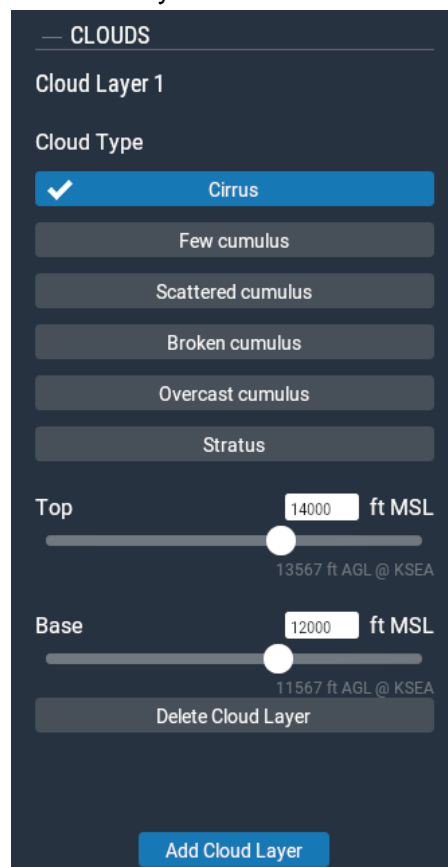 — CLOUDS
Cloud Layer 1
Cloud Type
Cirrus
Few cumulus
Scattered cumulus
Broken cumulus
Overcast cumulus
Stratus
Top 14000 ft MSL
13567 ft AGL @ KSEA
Base 12000 ft MSL
11567 ft AGL @ KSEA
Delete Cloud Layer
Add Cloud Layer